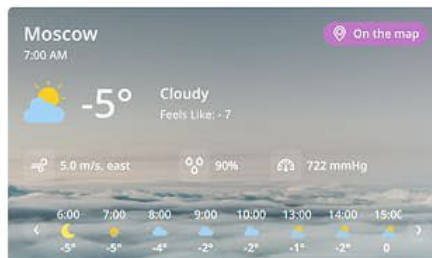 Moscow
On the map
7:00 AM
-5°
Cloudy
Feels Like: - 7
5.0 m/s, east
90%
722 mmHg
6:00 7:00 8:00 9:00 10:00 13:00 14:00 15:00
-5° -5° -4° -2° -2° -1° -2° 0